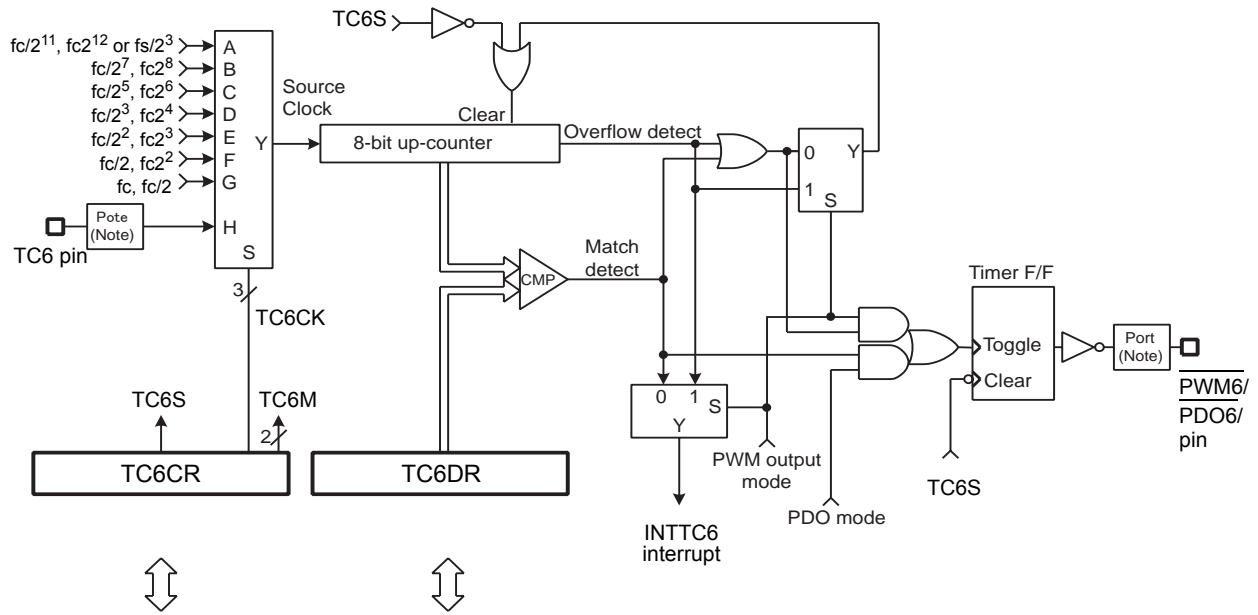 TC6S
fc/2¹¹, fc2¹² or fs/2³
A
fc/2⁷, fc2⁸
B
fc/2⁵, fc2⁶
C
fc/2³, fc2⁴
D
fc/2², fc2³
E
fc/2, fc2²
F
fc, fc/2
G
H
Y
S
Source
Clock
Clear
8-bit up-counter
Overflow detect
0
1
Y
S
Pote
(Note)
TC6 pin
3
TC6CK
CMP
Match
detect
Timer F/F
Toggle
Clear
Port
(Note)
PWM6/
PDO6/
pin
TC6S
TC6M
2
TC6CR
TC6DR
0
1
S
Y
PWM output
mode
PDO mode
TC6S
INTTC6
interrupt